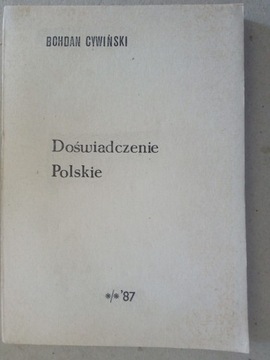 BOHDAN CYWIŃSKI
Doświadczenie
Polskie
*/* '87